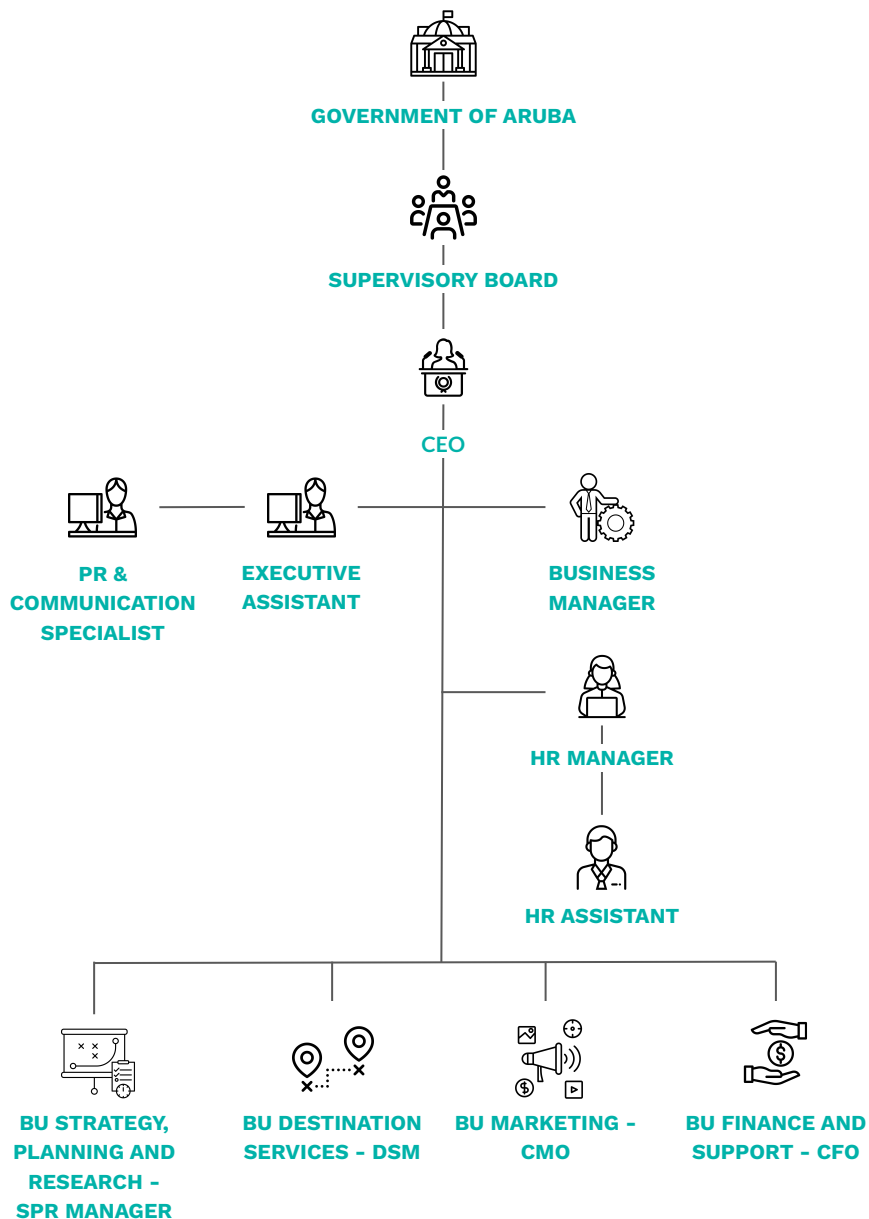 GOVERNMENT OF ARUBA
SUPERVISORY BOARD
CEO
PR &
COMMUNICATION
SPECIALIST
EXECUTIVE
ASSISTANT
BUSINESS
MANAGER
HR MANAGER
HR ASSISTANT
BU STRATEGY,
PLANNING AND
RESEARCH -
SPR MANAGER
BU DESTINATION
SERVICES - DSM
BU MARKETING -
CMO
BU FINANCE AND
SUPPORT - CFO